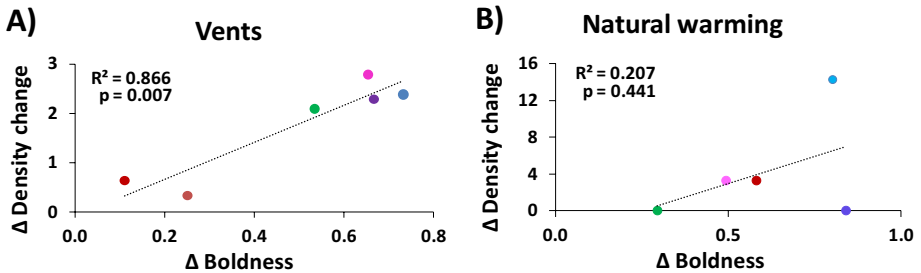 A)
Vents
R² = 0.866
p = 0.007
Δ Density change
3
2
1
0
0.0 0.2 0.4 0.6 0.8
Δ Boldness
B)
Natural warming
R² = 0.207
p = 0.441
Δ Density change
16
12
8
4
0
0.0 0.5 1.0
Δ Boldness